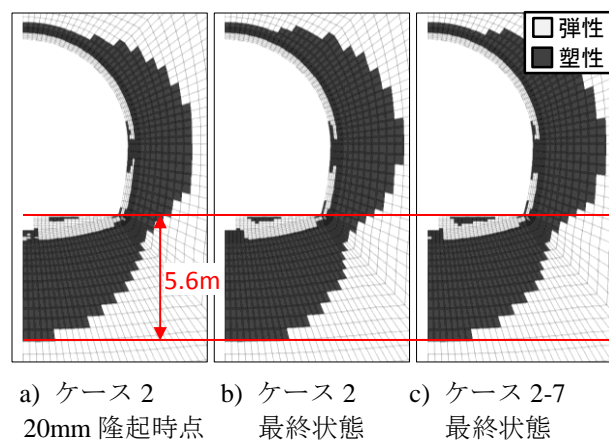 弾性
塑性
5.6m
a) ケース 2
20mm 隆起時点
b) ケース 2
最終状態
c) ケース 2-7
最終状態